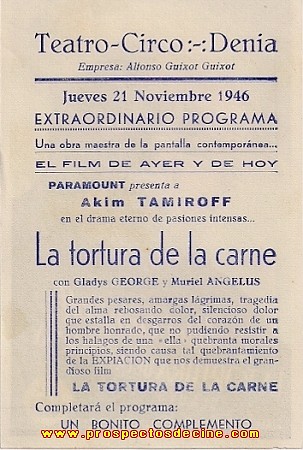 Teatro-Circo:-:Denia
Empresa: Alfonso Guixot Guixot
Jueves 21 Noviembre 1946
EXTRAORDINARIO PROGRAMA
Una obra maestra de la pantalla contemporánea...
EL FILM DE AYER Y DE HOY
PARAMOUNT presenta a
Akim TAMIROFF
en el drama eterno de pasiones intensas...
La tortura de la carne
con Gladys GEORGE y Muriel ANGELUS
Grandes pesares, amargas lágrimas, tragedia
del alma rebosando dolor, silencioso dolor
que estalla en desgarros del corazón de un
hombre honrado, que no pudiendo resistir a
los halagos de una «ella» quebranta morales
principios, siendo causa tal quebrantamiento
de la EXPIACION que nos demuestra el gran-
dioso film
LA TORTURA DE LA CARNE
Completará el programa:
UN BONITO COMPLEMENTO
www.prospectosdecine.com